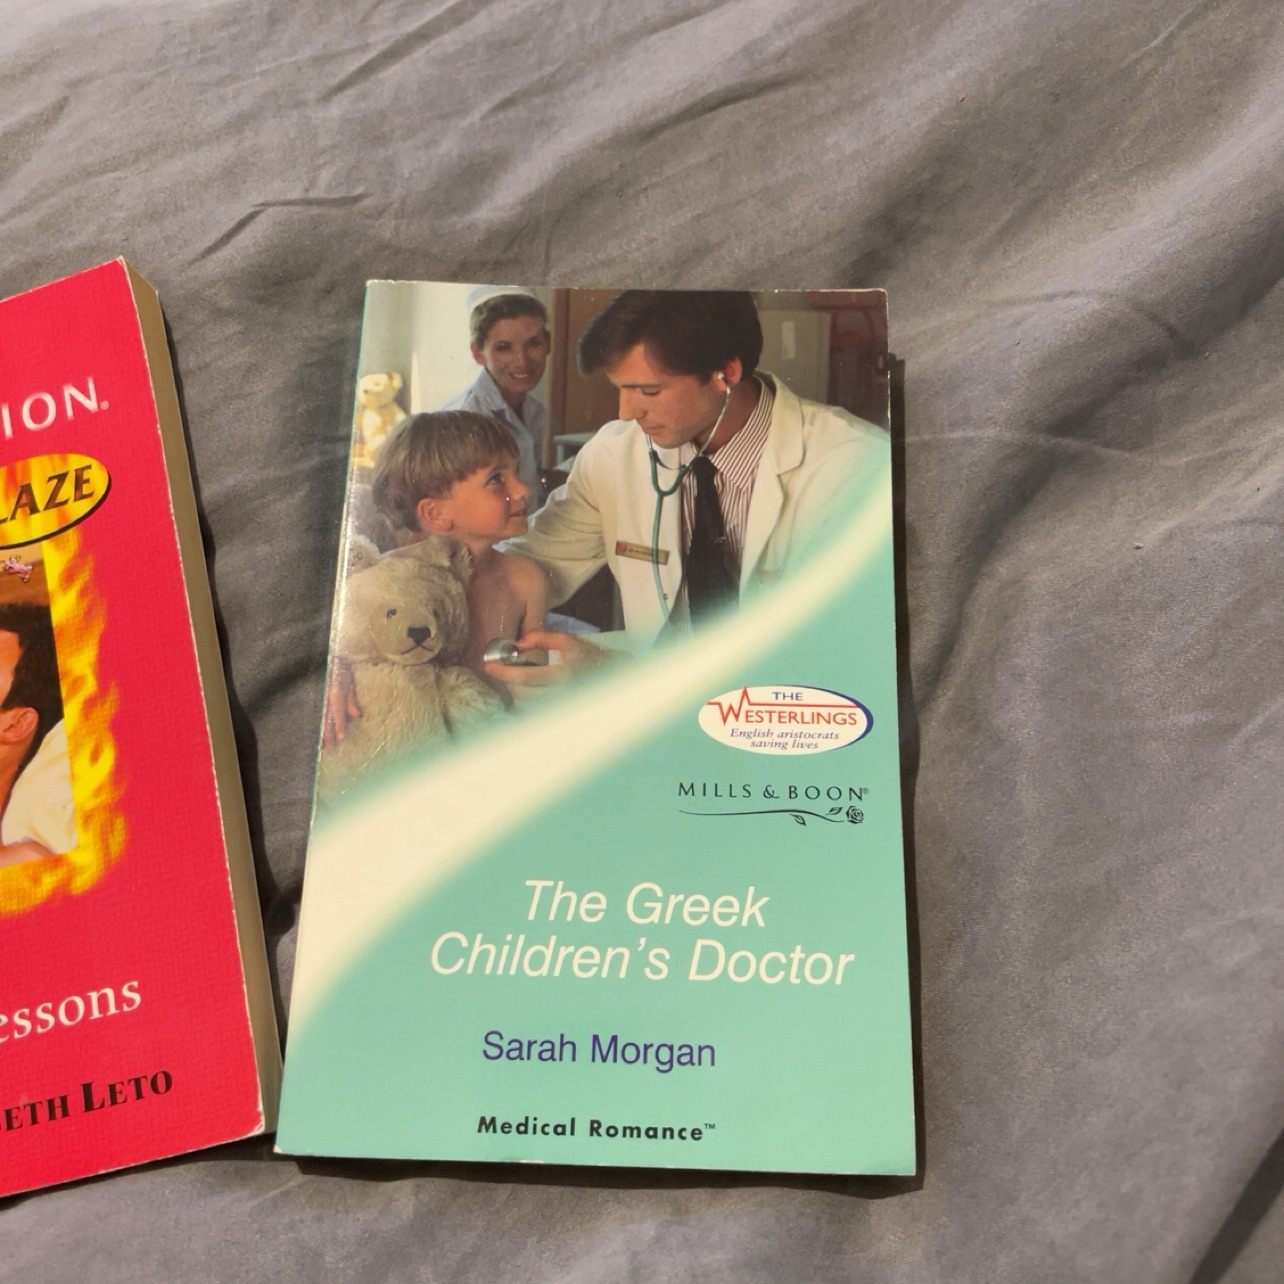 ION®
LAZE
essons
ETH LETO
THE
WESTERLINGS
English aristocrats
saving lives
MILLS & BOON®
The Greek
Children's Doctor
Sarah Morgan
Medical Romance™